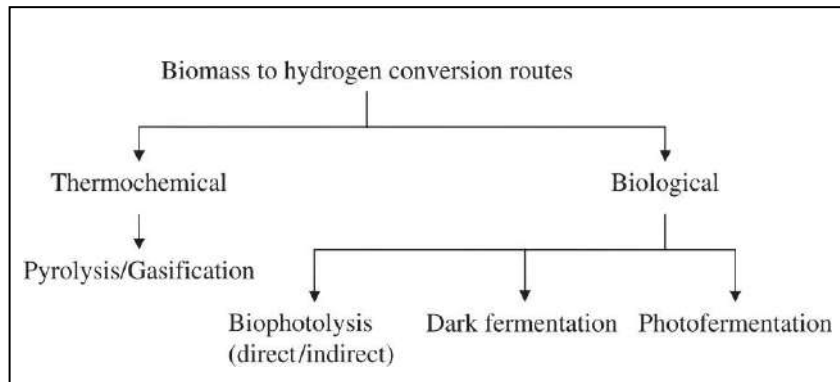 Biomass to hydrogen conversion routes
Thermochemical
Biological
Pyrolysis/Gasification
Biophotolysis
(direct/indirect)
Dark fermentation
Photofermentation